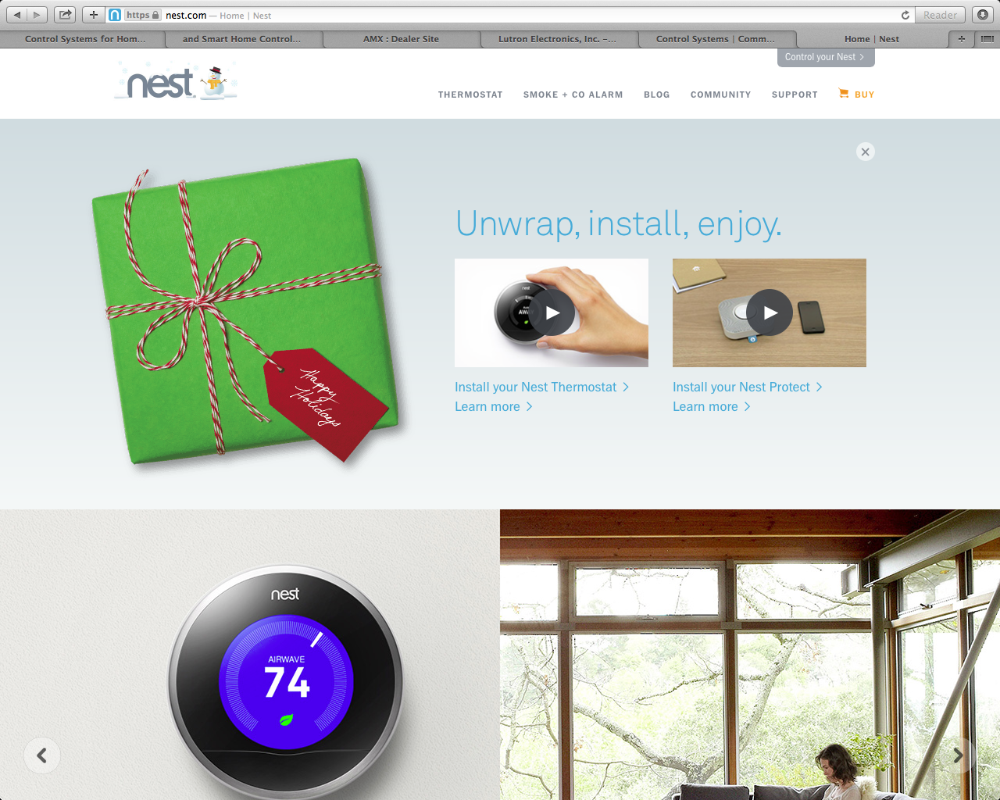 https nest.com — Home | Nest
Reader
Control Systems for Hom...
and Smart Home Control...
AMX : Dealer Site
Lutron Electronics, Inc. –...
Control Systems | Comm...
Home | Nest
Control your Nest >
nest
THERMOSTAT
SMOKE + CO ALARM
BLOG
COMMUNITY
SUPPORT
BUY
Unwrap, install, enjoy.
Happy
Holidays
nest
Install your Nest Thermostat >
Learn more >
Install your Nest Protect >
Learn more >
nest
AIRWAVE
74